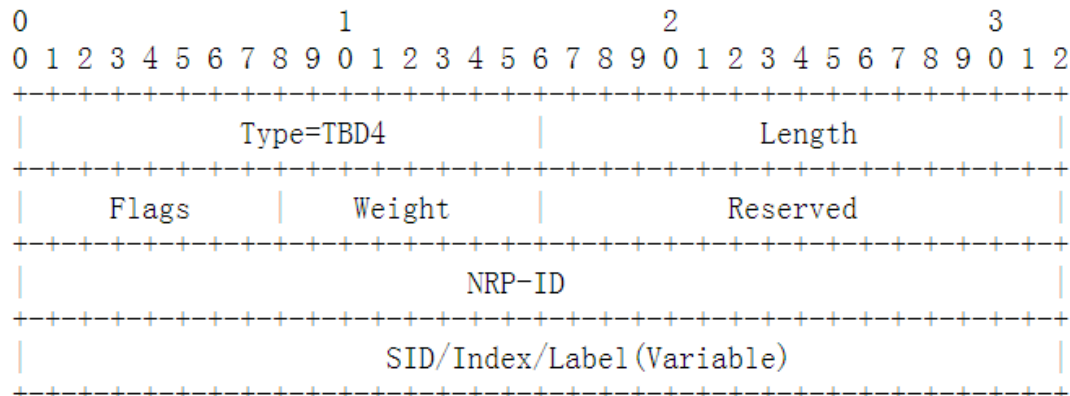 0                   1                   2                   3
0 1 2 3 4 5 6 7 8 9 0 1 2 3 4 5 6 7 8 9 0 1 2 3 4 5 6 7 8 9 0 1 2
+-+-+-+-+-+-+-+-+-+-+-+-+-+-+-+-+-+-+-+-+-+-+-+-+-+-+-+-+-+-+-+-+
|             Type=TBD4         |             Length            |
+-+-+-+-+-+-+-+-+-+-+-+-+-+-+-+-+-+-+-+-+-+-+-+-+-+-+-+-+-+-+-+-+
|     Flags     |    Weight     |           Reserved            |
+-+-+-+-+-+-+-+-+-+-+-+-+-+-+-+-+-+-+-+-+-+-+-+-+-+-+-+-+-+-+-+-+
|                           NRP-ID                              |
+-+-+-+-+-+-+-+-+-+-+-+-+-+-+-+-+-+-+-+-+-+-+-+-+-+-+-+-+-+-+-+-+
|                      SID/Index/Label(Variable)                |
+-+-+-+-+-+-+-+-+-+-+-+-+-+-+-+-+-+-+-+-+-+-+-+-+-+-+-+-+-+-+-+-+